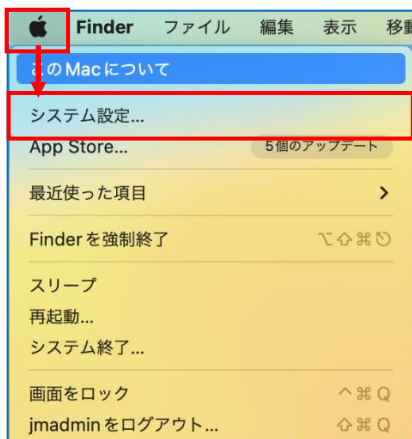 Finder ファイル 編集 表示 移動
このMacについて
システム設定...
App Store... 5個のアップデート
最近使った項目 >
Finderを強制終了 ⌥⇧⌘⎋
スリープ
再起動...
システム終了...
画面をロック ^⌘Q
jmadminをログアウト... ⇧⌘Q